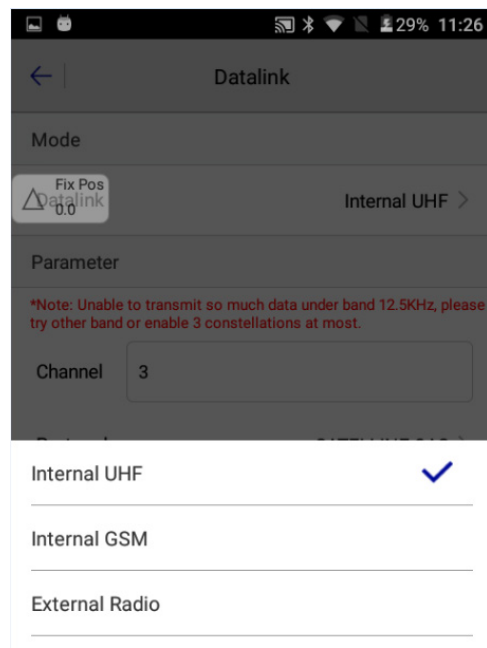 29% 11:26
Datalink
Mode
Fix Pos
Datalink
0.0
Internal UHF
Parameter
*Note: Unable to transmit so much data under band 12.5KHz, please
try other band or enable 3 constellations at most.
Channel 3
Internal UHF
Internal GSM
External Radio